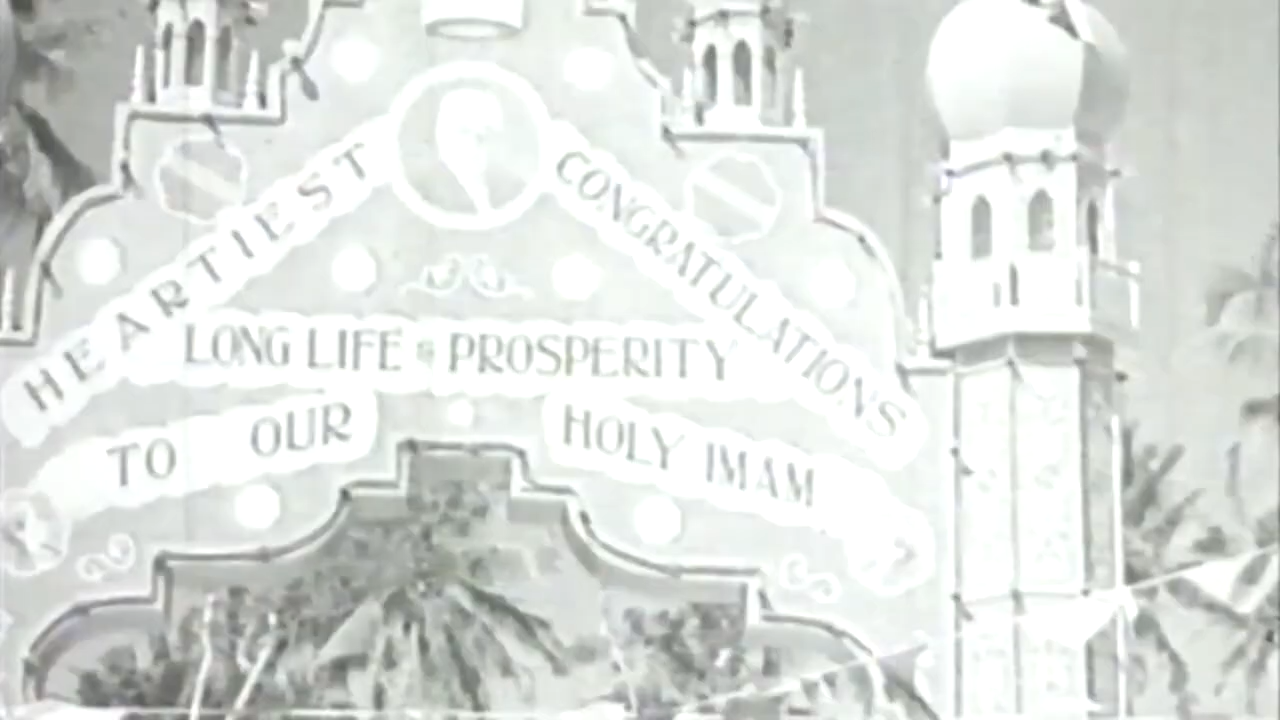 HEARTIEST CONGRATULATIONS
LONG LIFE & PROSPERITY
TO OUR HOLY IMAM